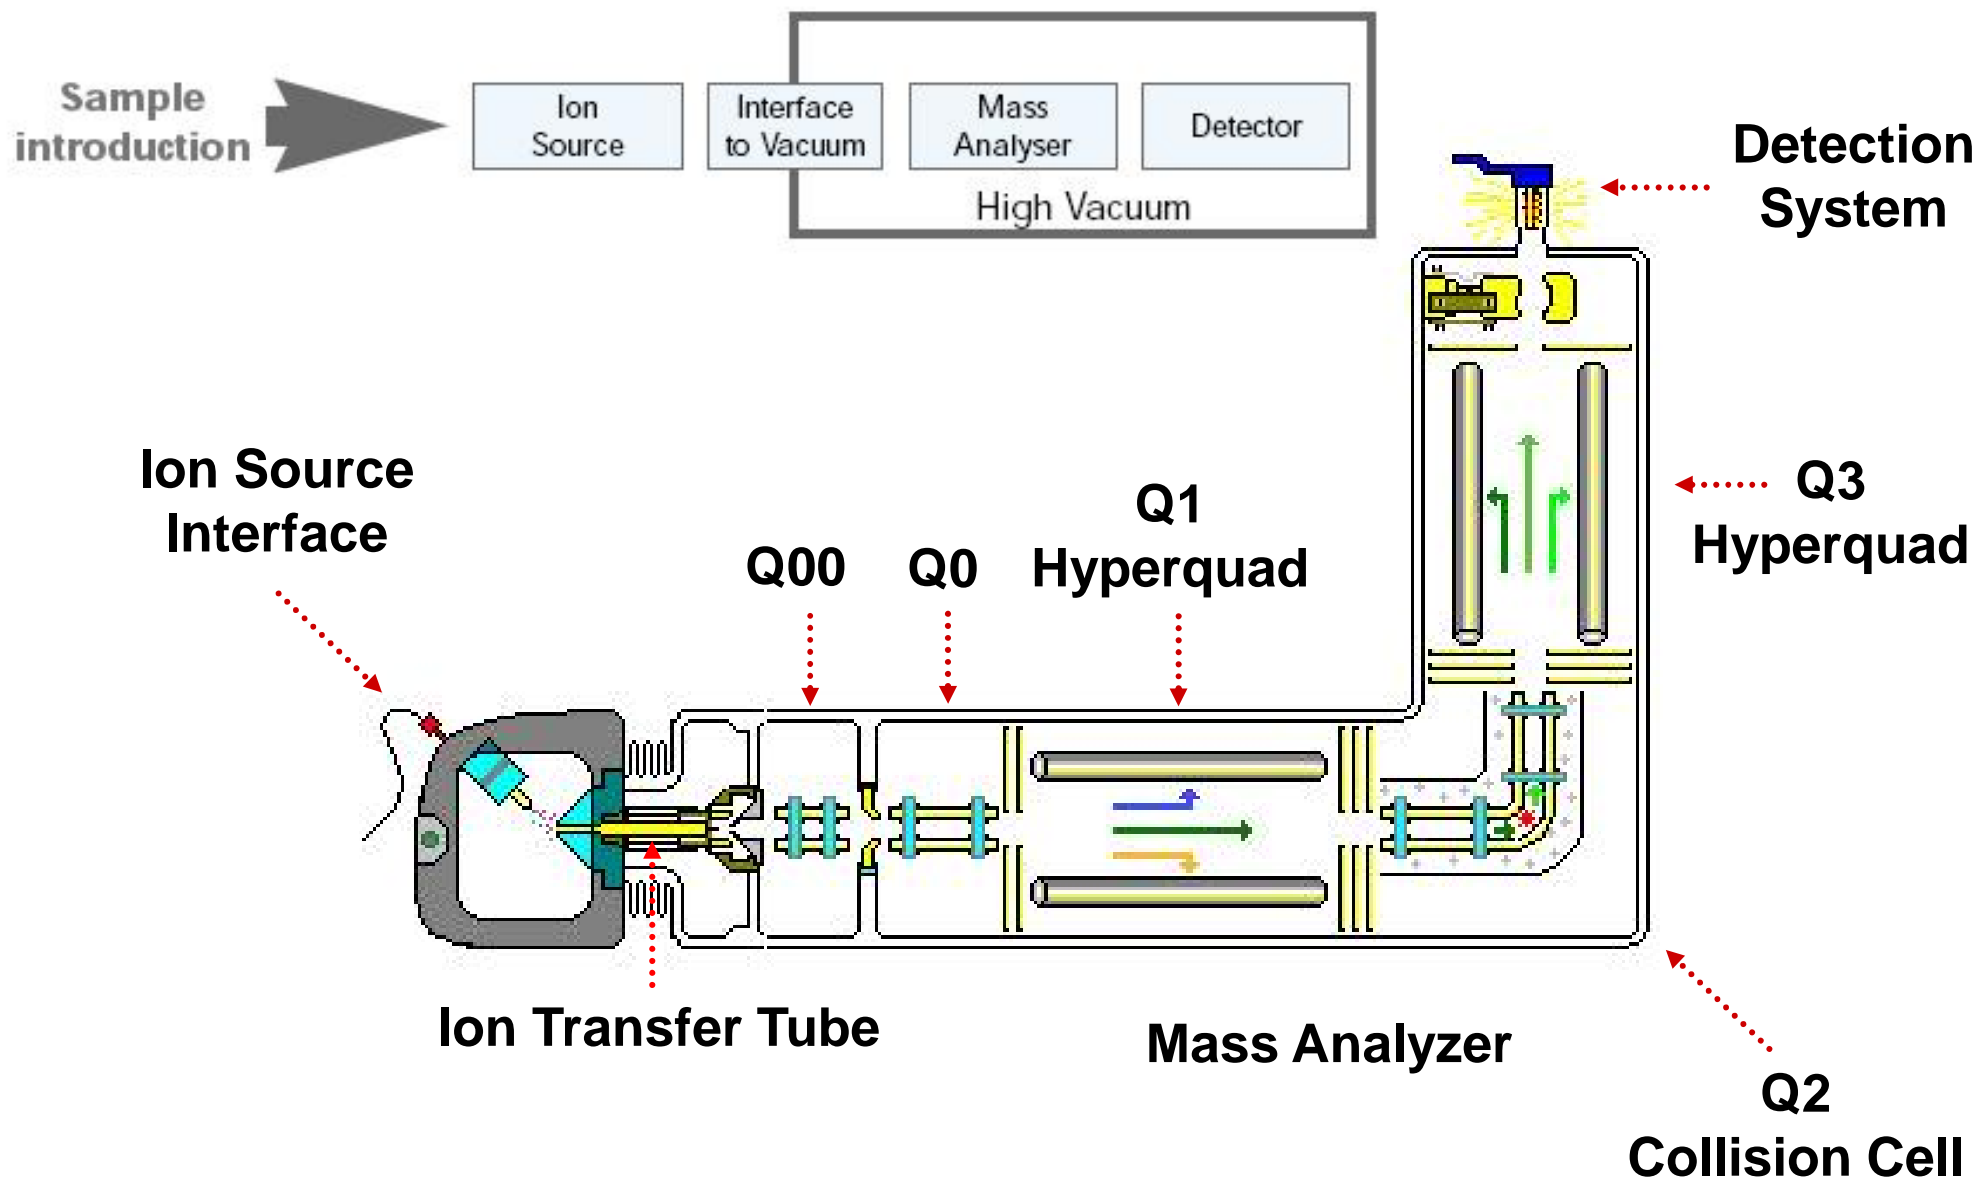 Sample
introduction
Ion
Source
Interface
to Vacuum
Mass
Analyser
Detector
High Vacuum
Detection
System
Ion Source
Interface
Q00
Q0
Q1
Hyperquad
Q3
Hyperquad
Ion Transfer Tube
Mass Analyzer
Q2
Collision Cell